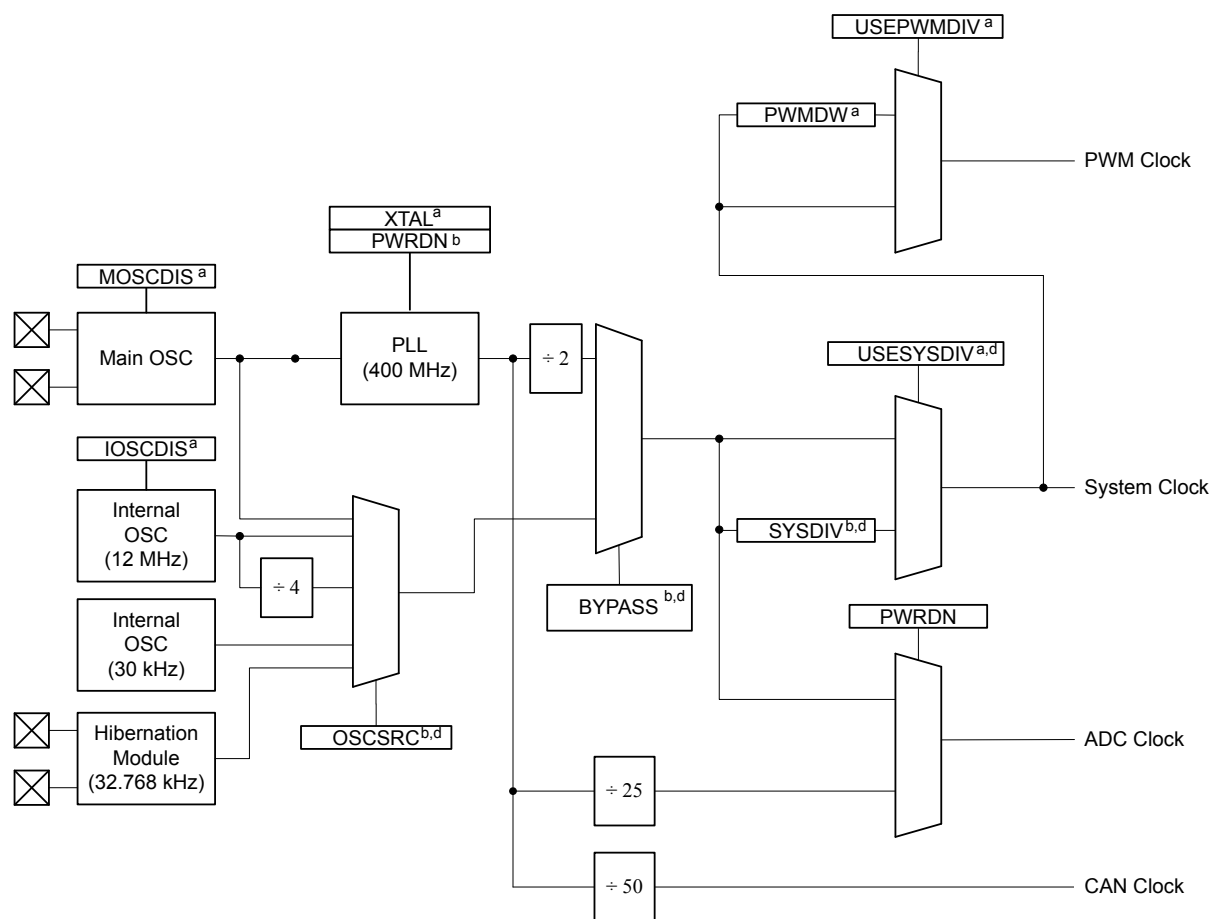 USEPWMDIV a
PWMDW a
PWM Clock
XTAL a
PWRDN b
MOSCDIS a
Main OSC
PLL
(400 MHz)
÷ 2
USESYSDIV a,d
IOSCDIS a
Internal
OSC
(12 MHz)
÷ 4
System Clock
SYSDIV b,d
BYPASS b,d
Internal
OSC
(30 kHz)
PWRDN
OSCSRC b,d
Hibernation
Module
(32.768 kHz)
ADC Clock
÷ 25
÷ 50
CAN Clock